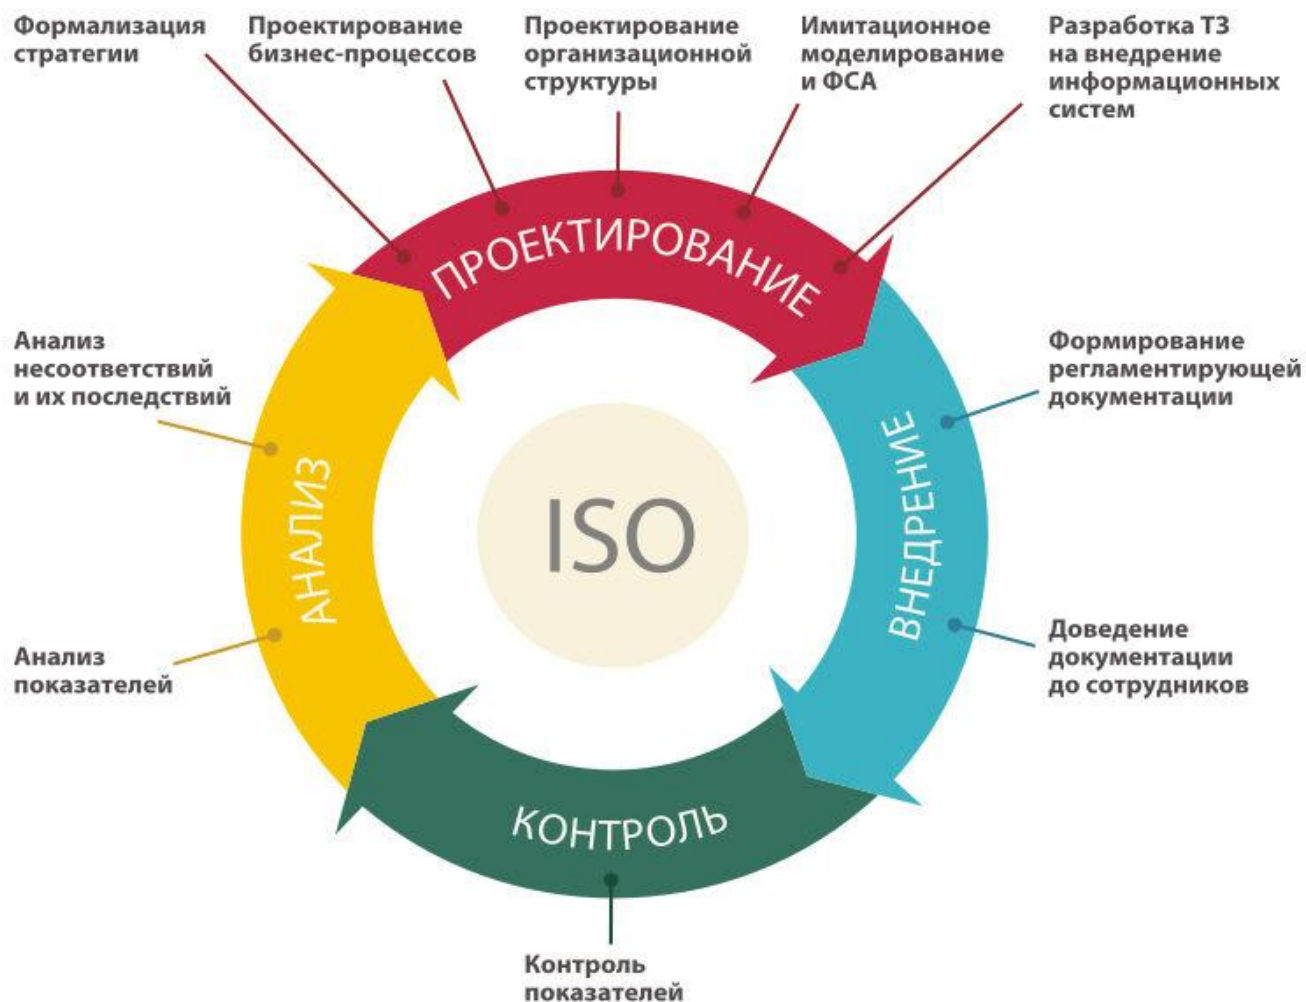 Формализация
стратегии
Проектирование
бизнес-процессов
Проектирование
организационной
структуры
Имитационное
моделирование
и ФСА
Разработка ТЗ
на внедрение
информационных
систем
ПРОЕКТИРОВАНИЕ
Анализ
несоответствий
и их последствий
Формирование
регламентирующей
документации
АНАЛИЗ
ISO
ВНЕДРЕНИЕ
Анализ
показателей
Доведение
документации
до сотрудников
КОНТРОЛЬ
Контроль
показателей